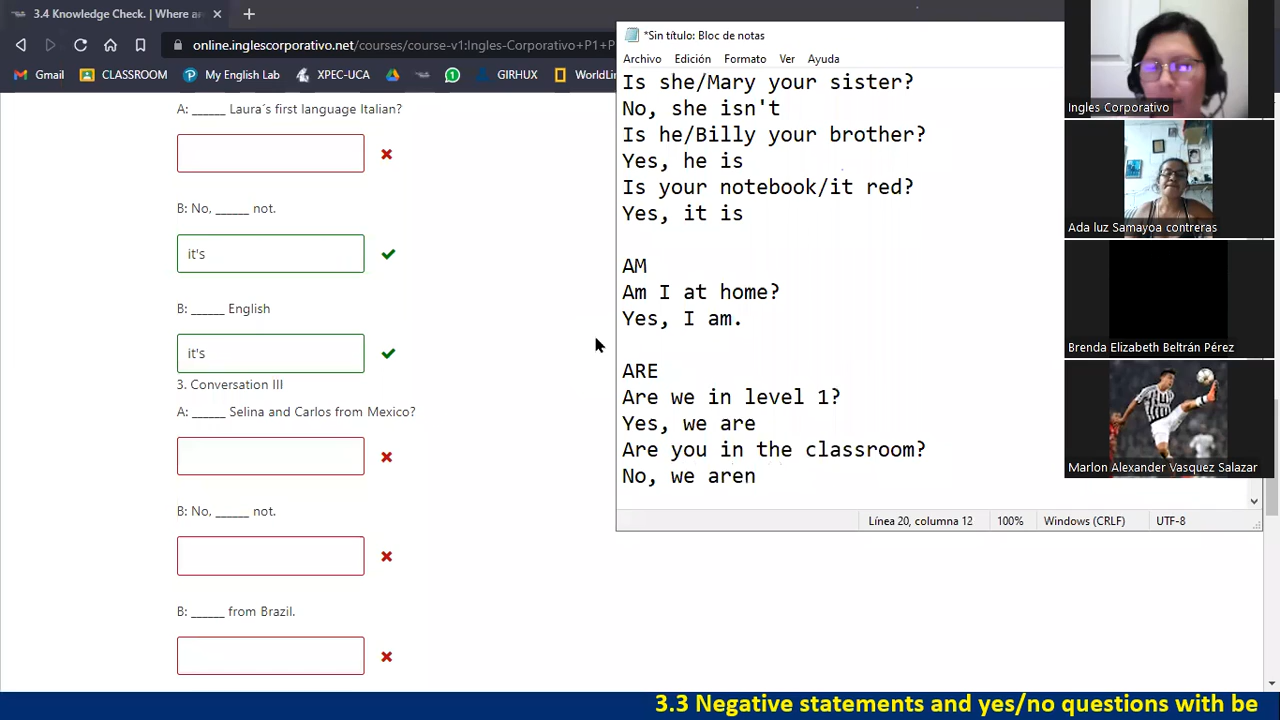 3.4 Knowledge Check. | Where ar
online.inglescorporativo.net/courses/course-v1:Ingles-Corporativo+P1+P
Gmail CLASSROOM My English Lab XPEC-UCA GIRHUX WorldLin
A: ______ Laura´s first language Italian?
B: No, ______ not.
it's
B: ______ English
it's
3. Conversation III
A: ______ Selina and Carlos from Mexico?
B: No, ______ not.
B: ______ from Brazil.
*Sin título: Bloc de notas
Archivo Edición Formato Ver Ayuda
Is she/Mary your sister?
No, she isn't
Is he/Billy your brother?
Yes, he is
Is your notebook/it red?
Yes, it is
AM
Am I at home?
Yes, I am.
ARE
Are we in level 1?
Yes, we are
Are you in the classroom?
No, we aren
Línea 20, columna 12 100% Windows (CRLF) UTF-8
Ingles Corporativo
Ada luz Samayoa contreras
Brenda Elizabeth Beltrán Pérez
Marlon Alexander Vasquez Salazar
3.3 Negative statements and yes/no questions with be